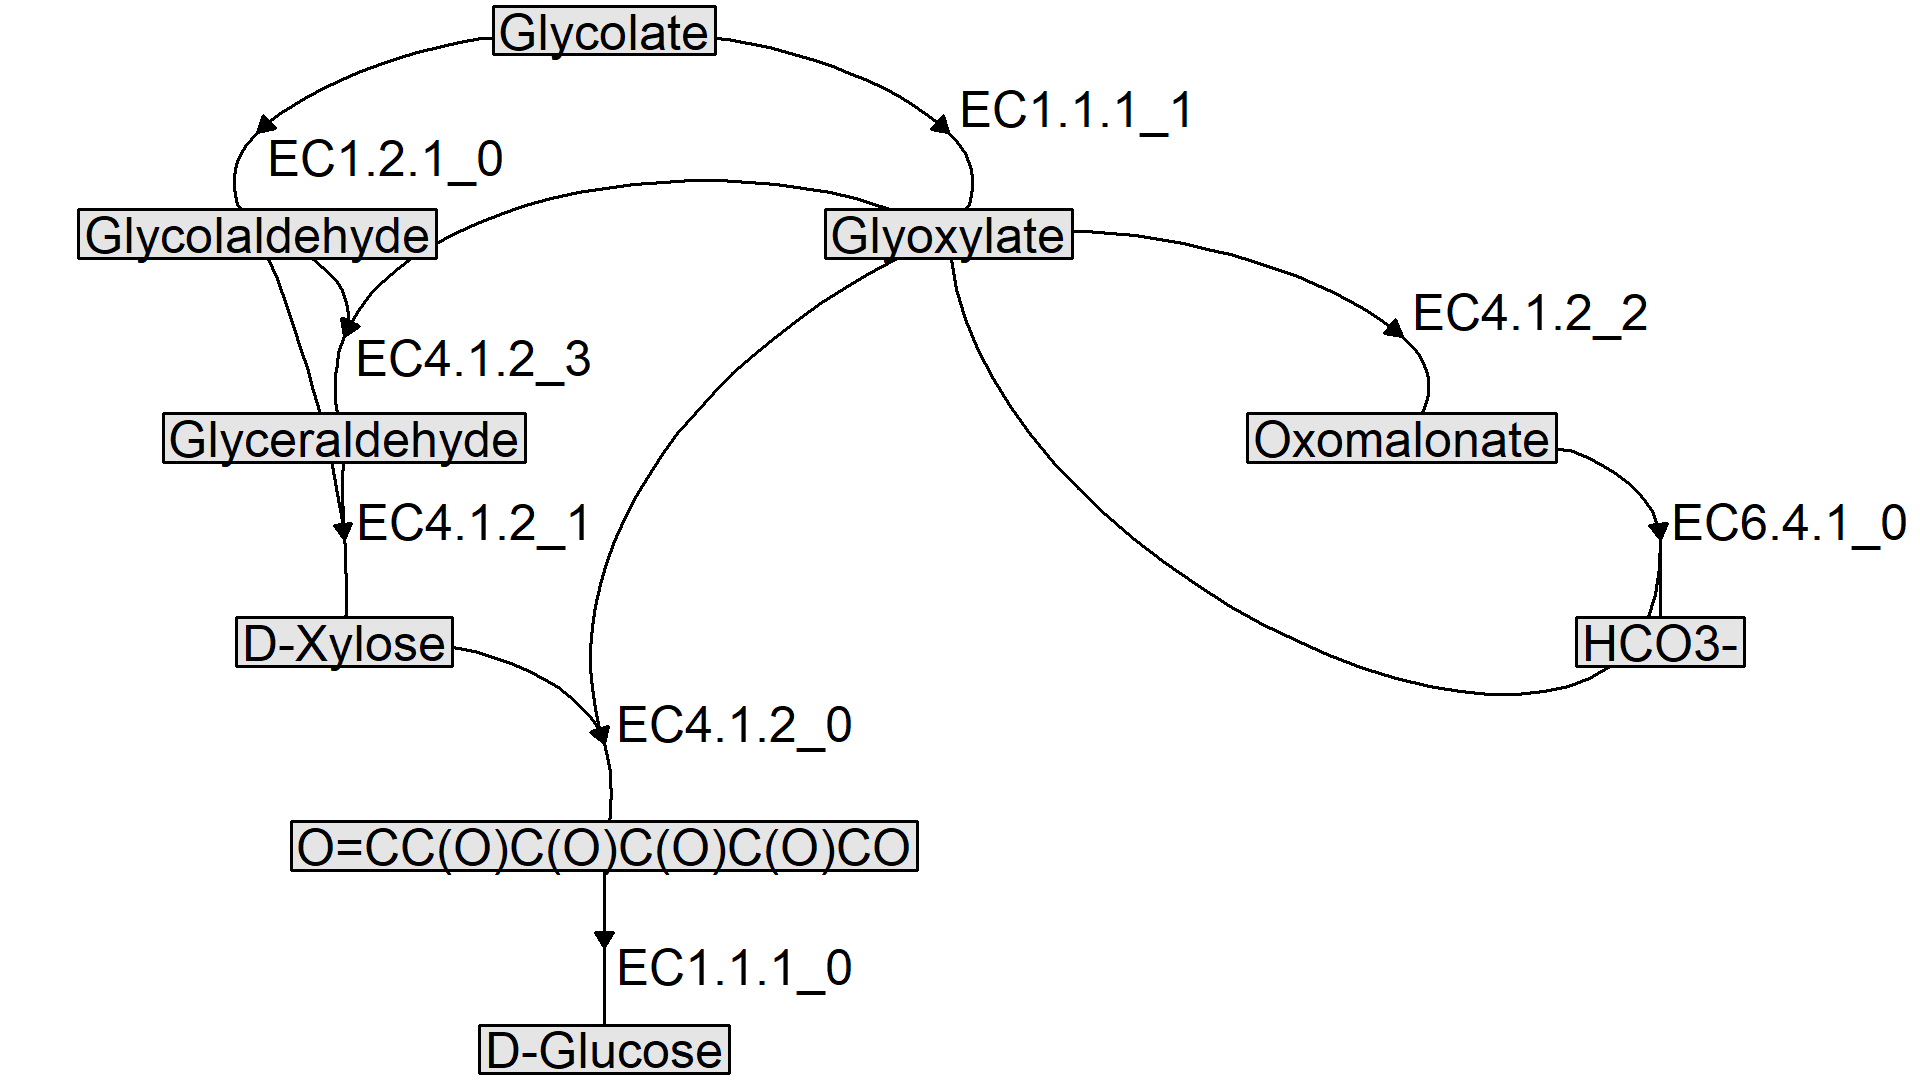 Glycolate
EC1.1.1_1
EC1.2.1_0
Glycolaldehyde
Glyoxylate
EC4.1.2_2
EC4.1.2_3
Glyceraldehyde
Oxomalonate
EC4.1.2_1
EC6.4.1_0
D-Xylose
HCO3-
EC4.1.2_0
O=CC(O)C(O)C(O)C(O)CO
EC1.1.1_0
D-Glucose